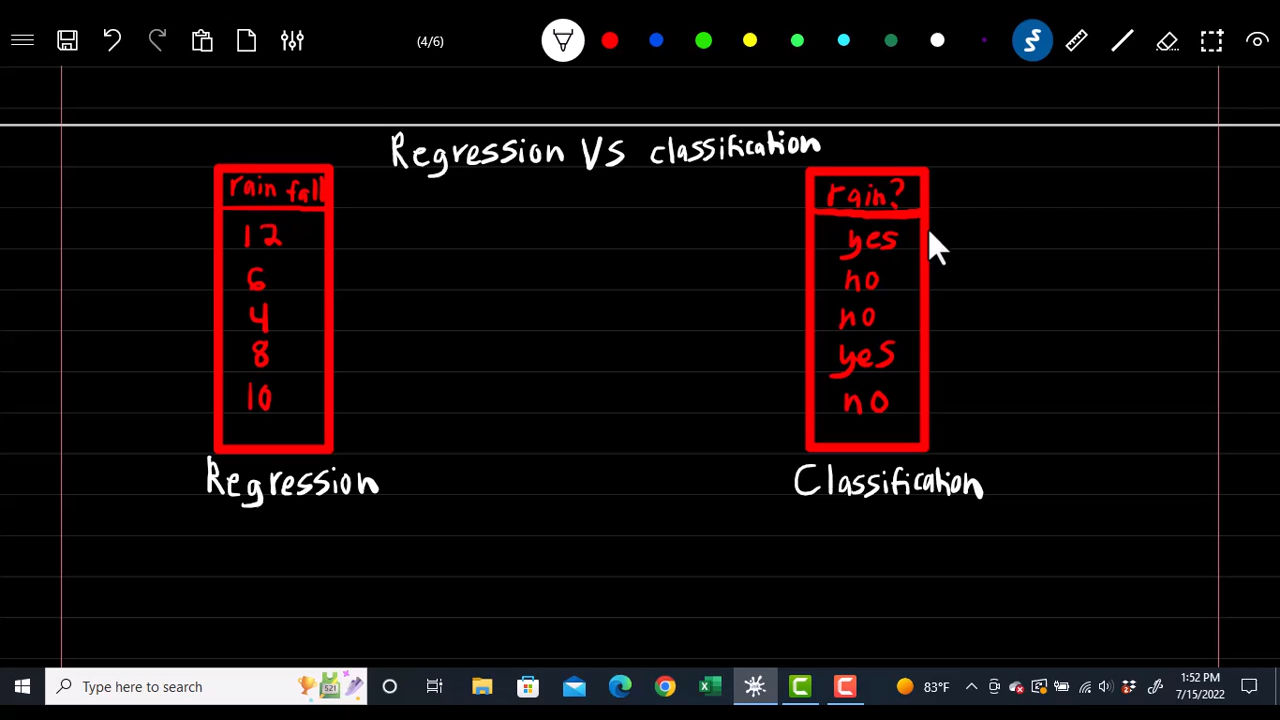 (4/6)
Regression VS classification
rain fall
12
6
4
8
10
Regression
rain?
yes
no
no
yes
no
Classification
Type here to search
521
83°F
1:52 PM
7/15/2022